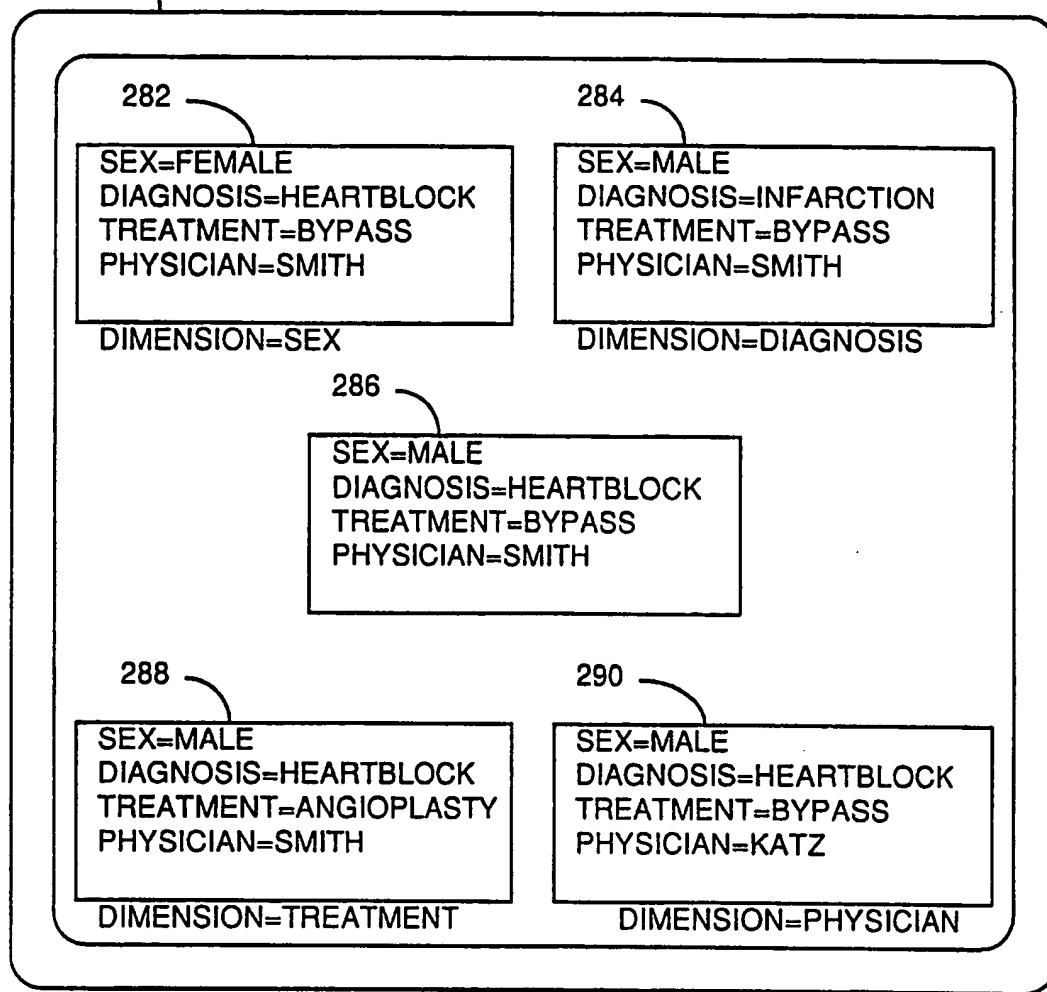 282
SEX=FEMALE
DIAGNOSIS=HEARTBLOCK
TREATMENT=BYPASS
PHYSICIAN=SMITH
DIMENSION=SEX
284
SEX=MALE
DIAGNOSIS=INFARCTION
TREATMENT=BYPASS
PHYSICIAN=SMITH
DIMENSION=DIAGNOSIS
286
SEX=MALE
DIAGNOSIS=HEARTBLOCK
TREATMENT=BYPASS
PHYSICIAN=SMITH
288
SEX=MALE
DIAGNOSIS=HEARTBLOCK
TREATMENT=ANGIOPLASTY
PHYSICIAN=SMITH
DIMENSION=TREATMENT
290
SEX=MALE
DIAGNOSIS=HEARTBLOCK
TREATMENT=BYPASS
PHYSICIAN=KATZ
DIMENSION=PHYSICIAN